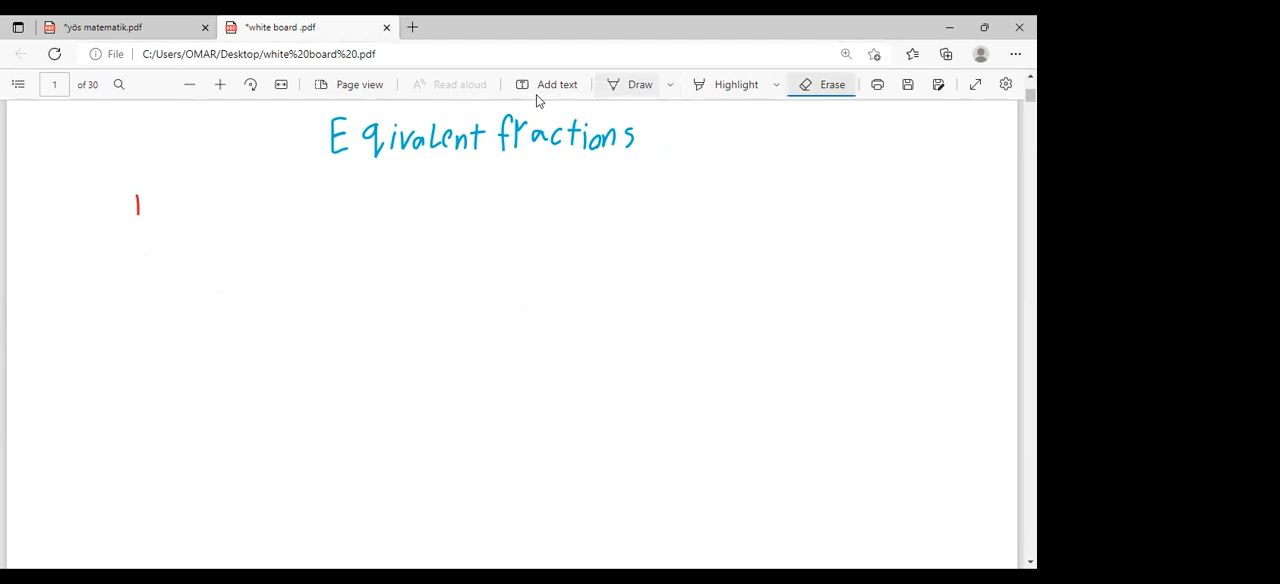 *yös matematik.pdf
*white board .pdf
File C:/Users/OMAR/Desktop/white%20board%20.pdf
1 of 30 Page view Read aloud Add text Draw Highlight Erase
Eqivalent fractions
1